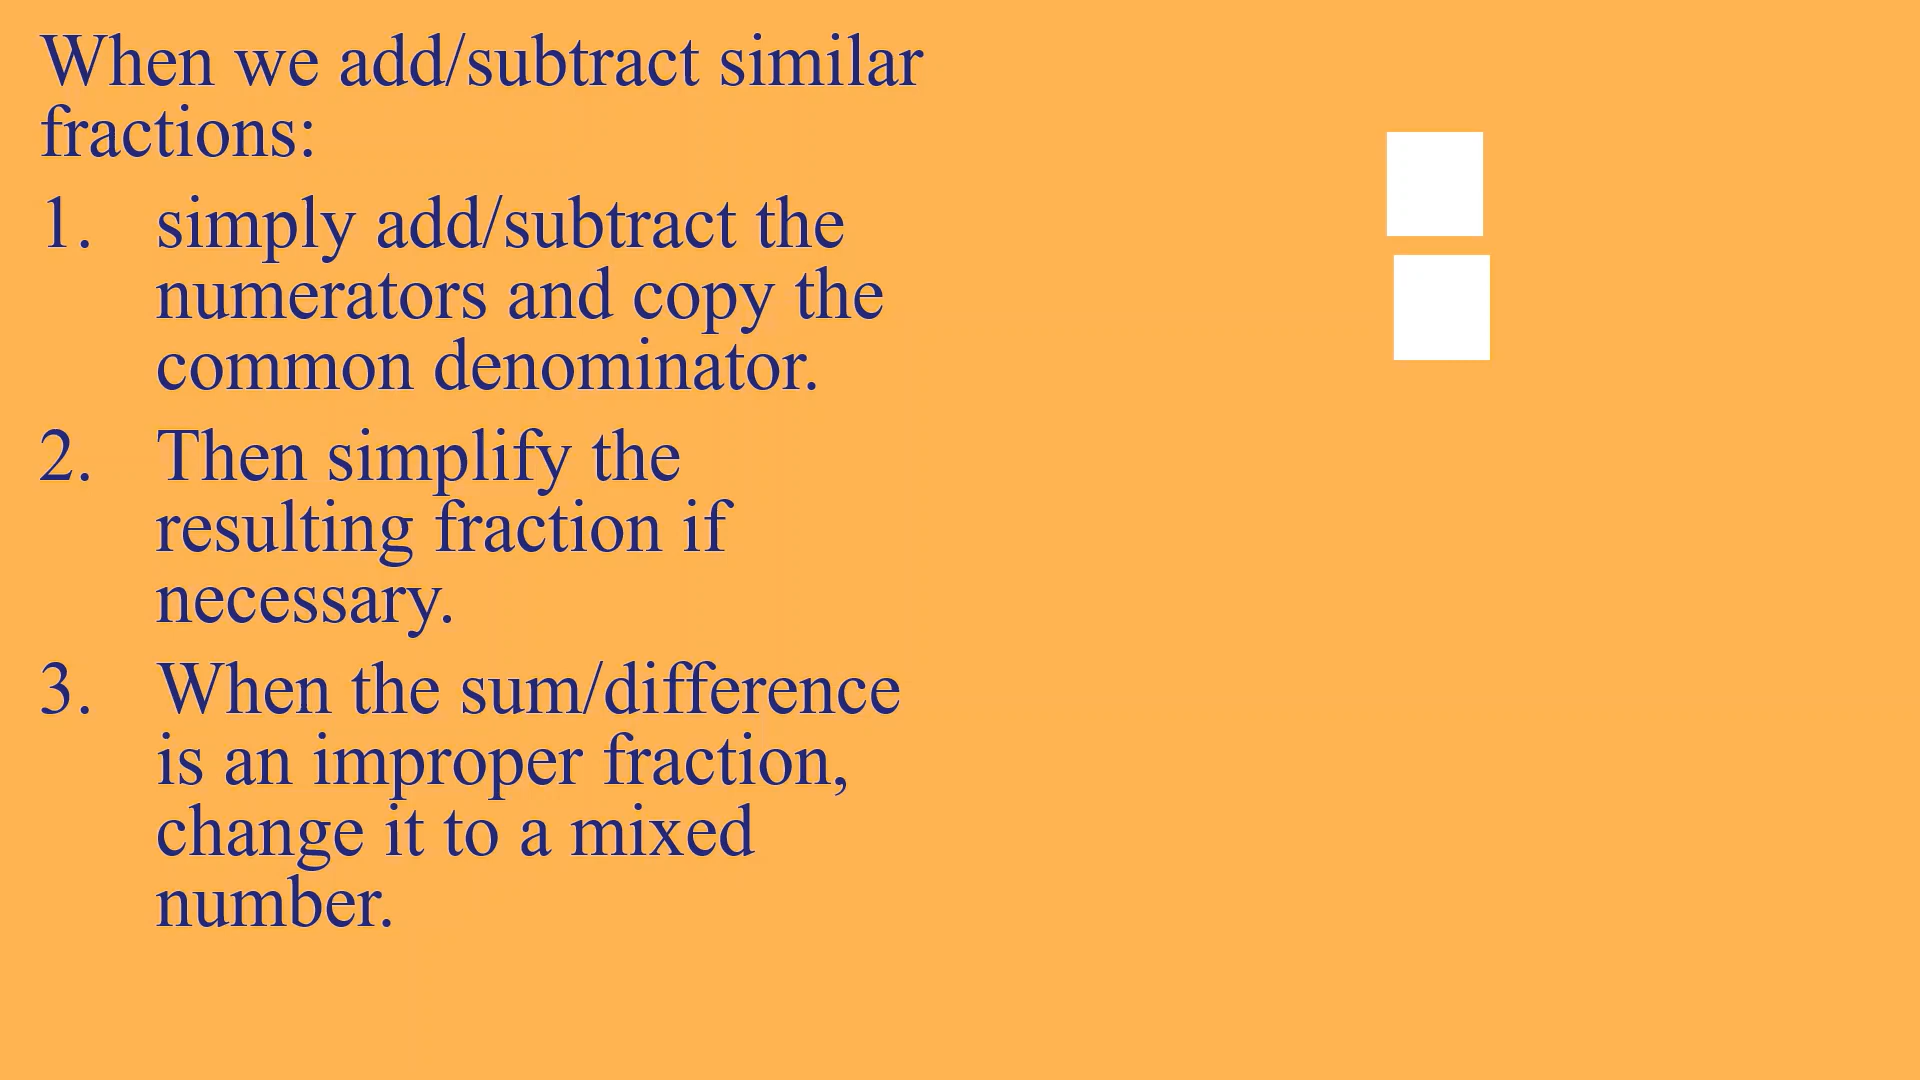 When we add/subtract similar
fractions:
1. simply add/subtract the
numerators and copy the
common denominator.
2. Then simplify the
resulting fraction if
necessary.
3. When the sum/difference
is an improper fraction,
change it to a mixed
number.